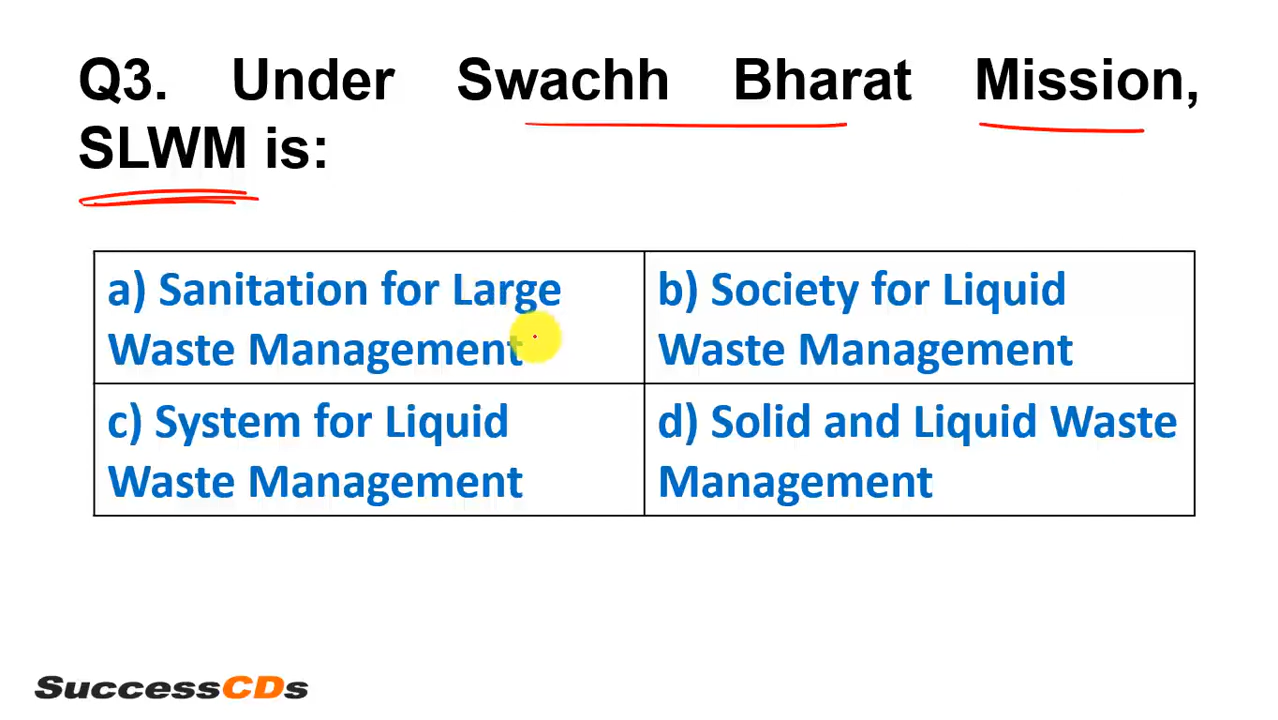 Q3. Under Swachh Bharat Mission,
SLWM is:
a) Sanitation for Large
Waste Management
b) Society for Liquid
Waste Management
c) System for Liquid
Waste Management
d) Solid and Liquid Waste
Management
SuccessCDs